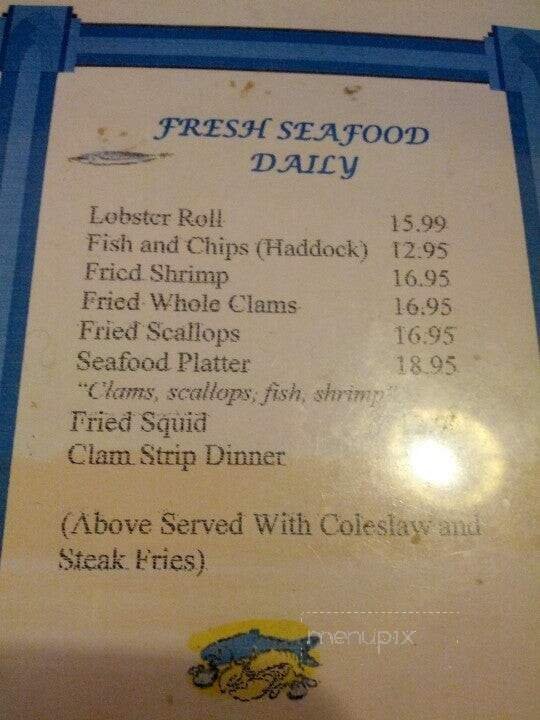 FRESH SEAFOOD
DAILY
Lobster Roll 15.99
Fish and Chips (Haddock) 12.95
Fried Shrimp 16.95
Fried Whole Clams 16.95
Fried Scallops 16.95
Seafood Platter 18.95
"Clams, scallops, fish, shrimp"
Fried Squid
Clam Strip Dinner
(Above Served With Coleslaw and
Steak Fries)
menupix